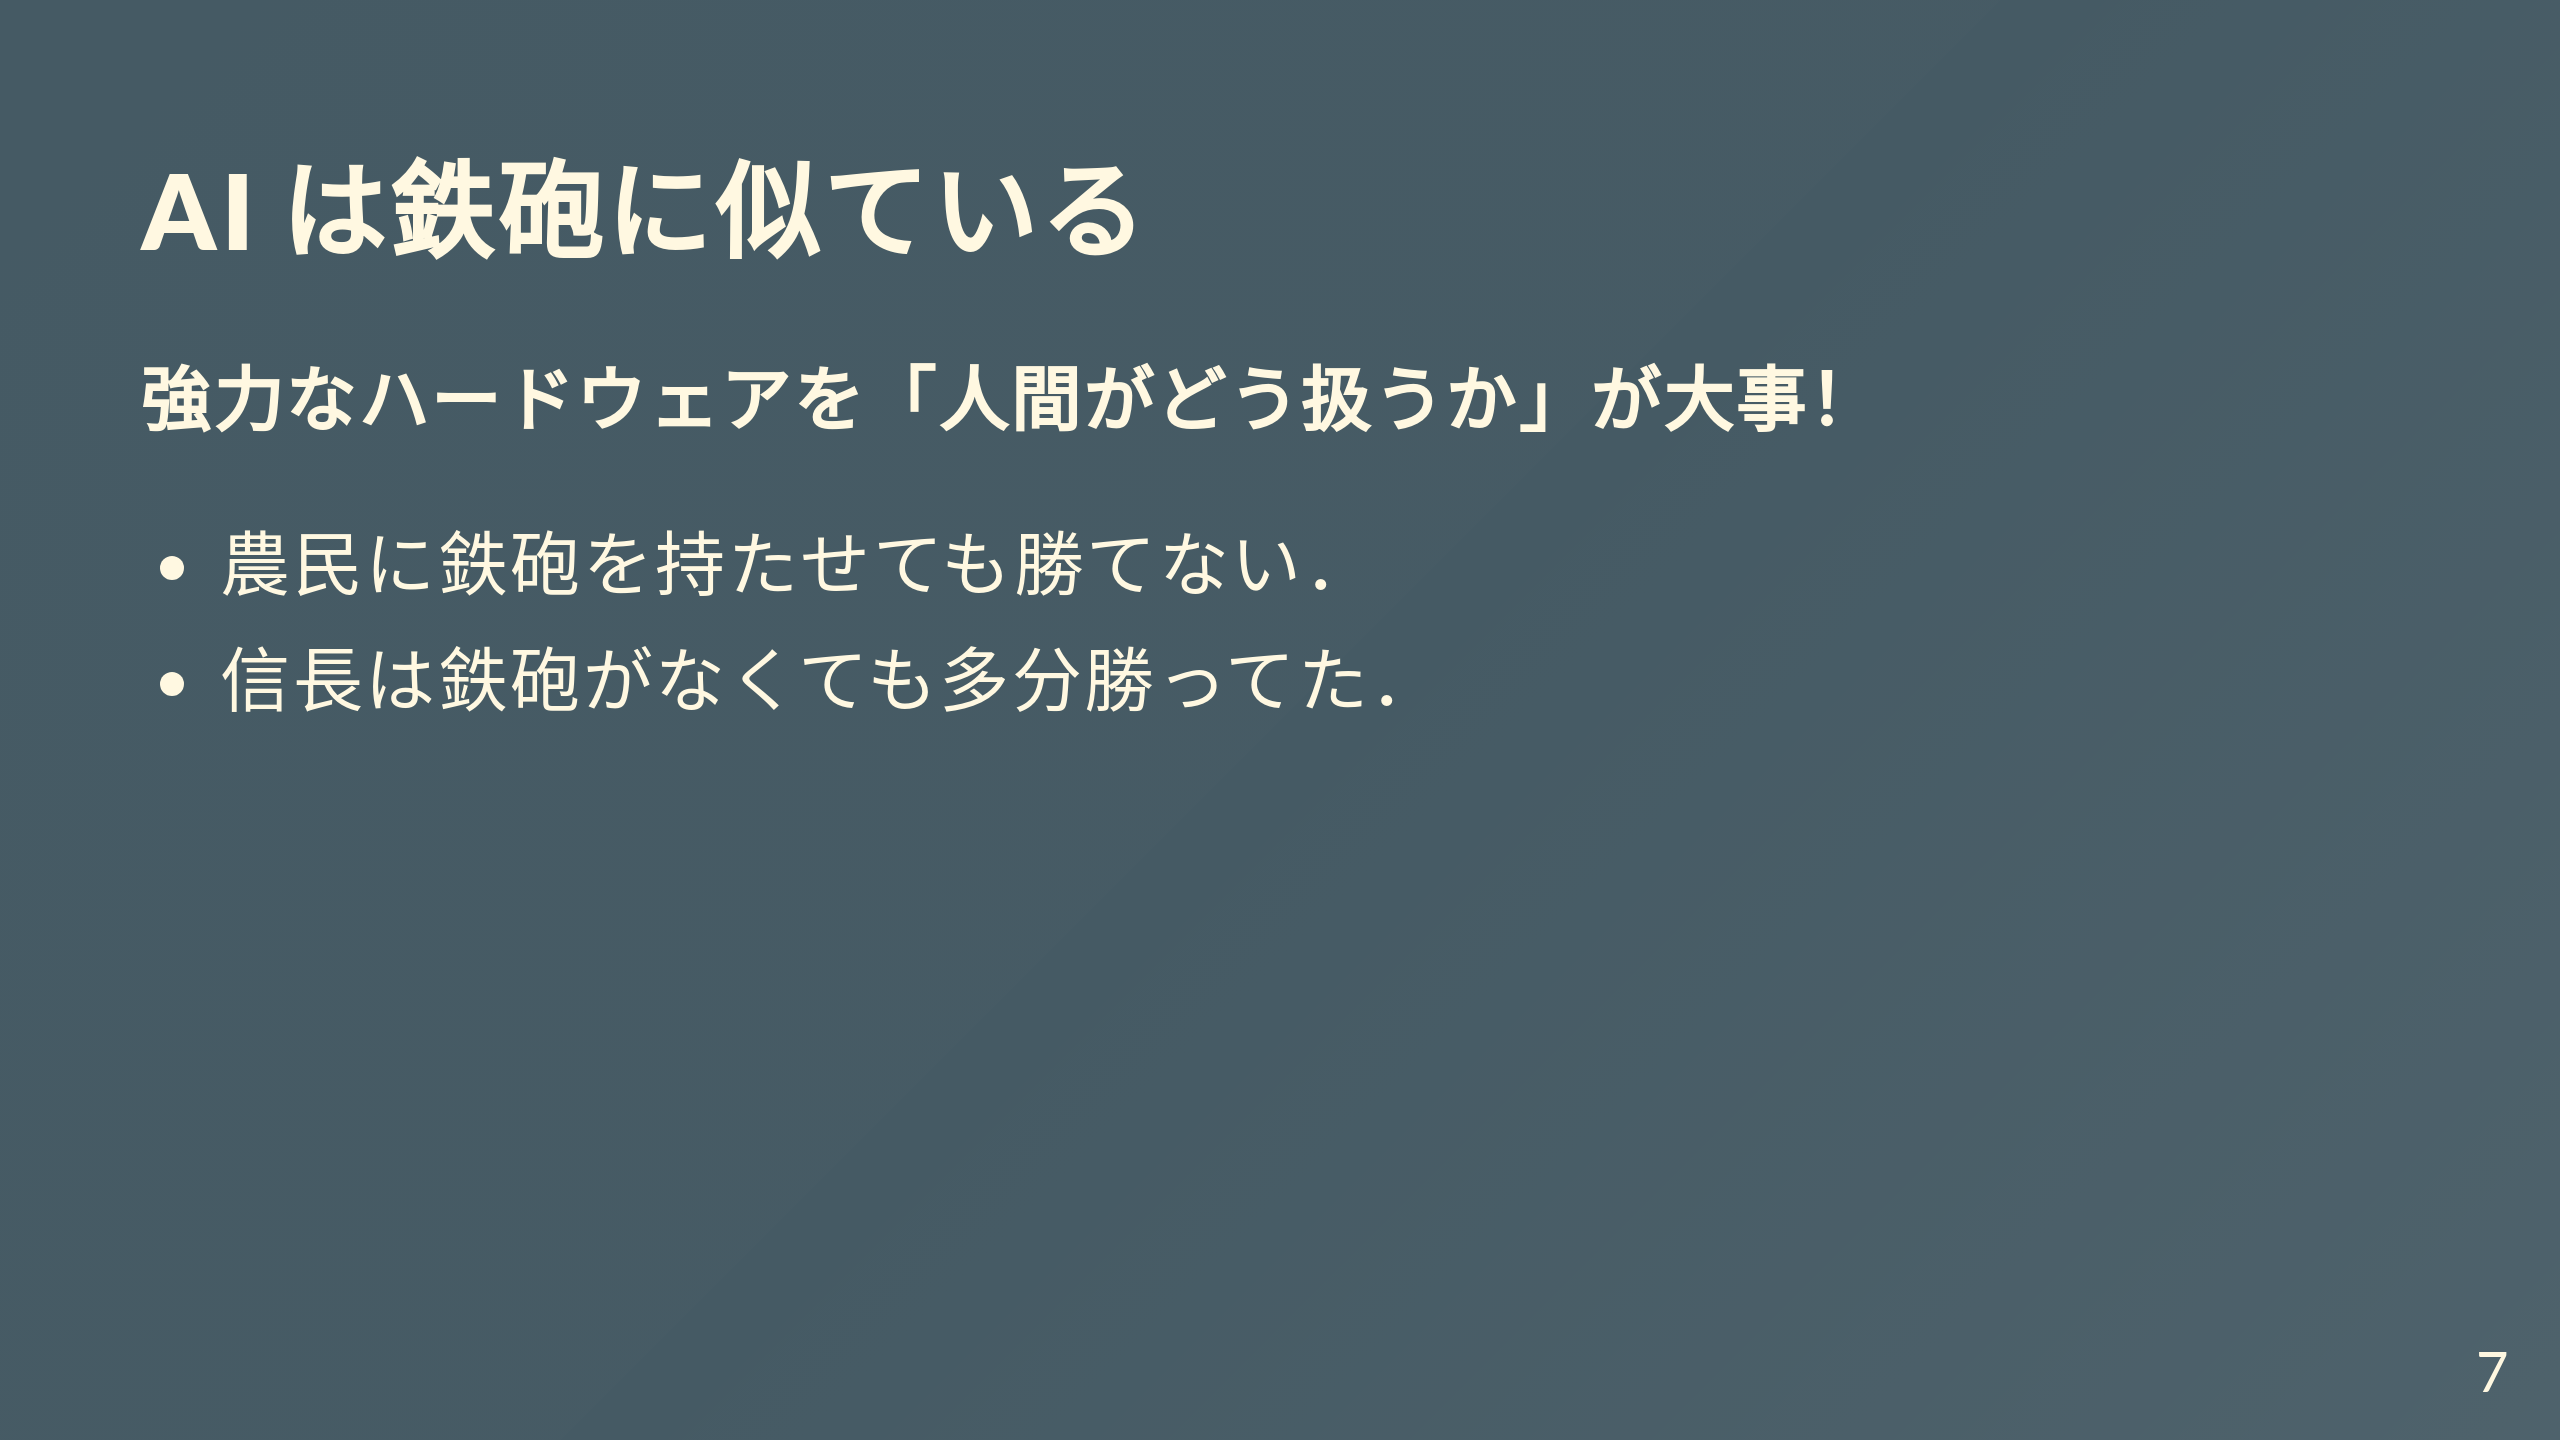 AI は鉄砲に似ている
強力なハードウェアを「人間がどう扱うか」が大事！
• 農民に鉄砲を持たせても勝てない．
• 信長は鉄砲がなくても多分勝ってた．
7